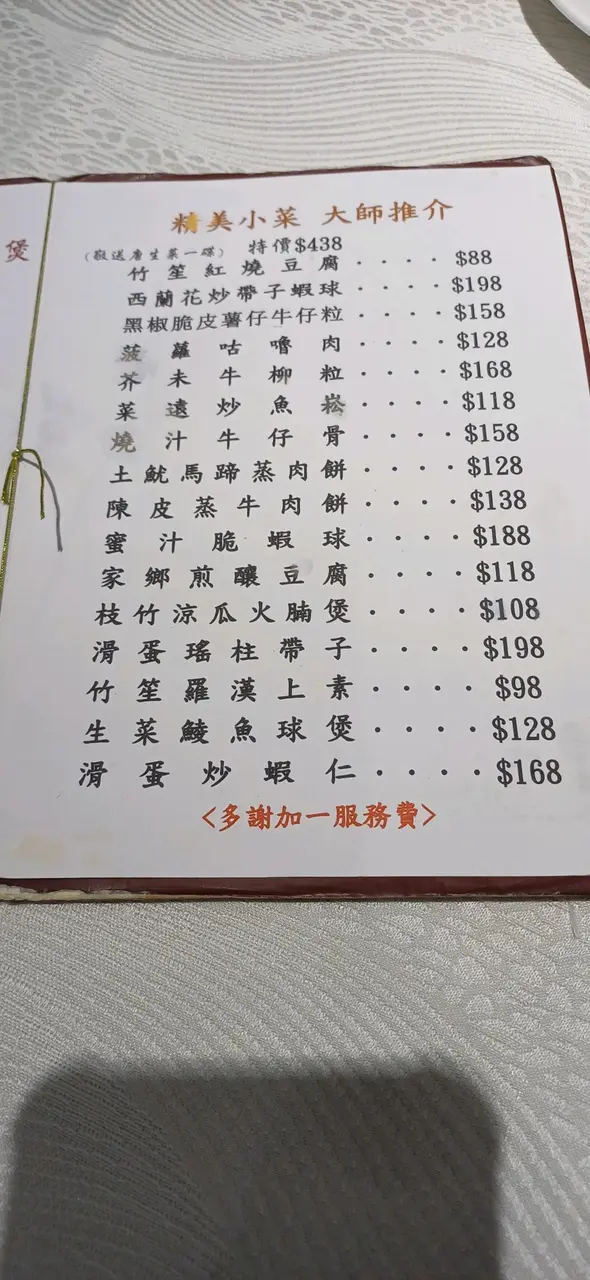 煲
精美小菜 大師推介
(敬送唐生菜一碟) 特價$438
竹笙紅燒豆腐 · · · · $88
西蘭花炒帶子蝦球 · · · · $198
黑椒脆皮薯仔牛仔粒 · · · · $158
菠蘿咕嚕肉 · · · · $128
芥末牛柳粒 · · · · $168
菜遠炒魚崧 · · · · $118
燒汁牛仔骨 · · · · $158
土魷馬蹄蒸肉餅 · · · · $128
陳皮蒸牛肉餅 · · · · $138
蜜汁脆蝦球 · · · · $188
家鄉煎釀豆腐 · · · · $118
枝竹涼瓜火腩煲 · · · · $108
滑蛋瑤柱帶子 · · · · $198
竹笙羅漢上素 · · · · $98
生菜鯪魚球煲 · · · · $128
滑蛋炒蝦仁 · · · · $168
<多謝加一服務費>